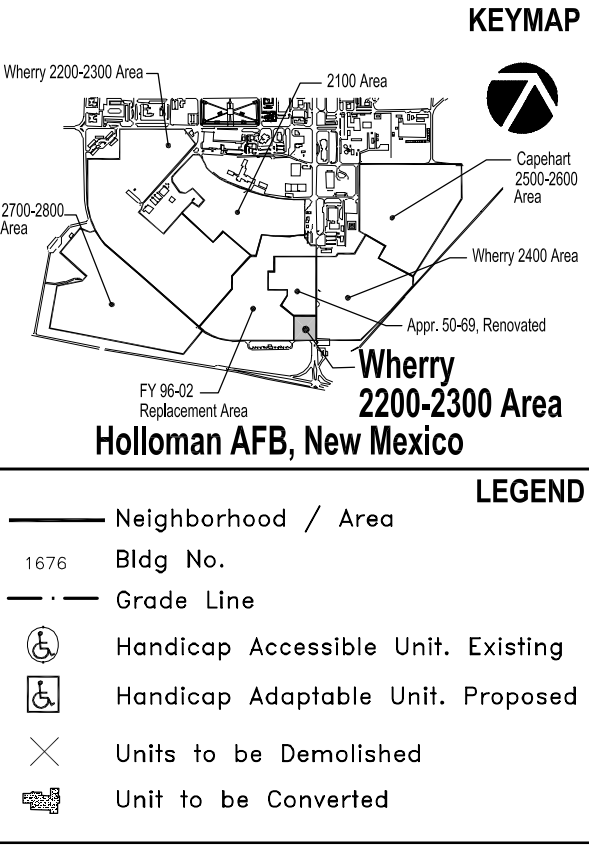 KEYMAP
Wherry 2200-2300 Area
2100 Area
Capehart
2500-2600
Area
2700-2800
Area
Wherry 2400 Area
Appr. 50-69, Renovated
FY 96-02
Replacement Area
Wherry
2200-2300 Area
Holloman AFB, New Mexico
LEGEND
Neighborhood / Area
1676 Bldg No.
Grade Line
Handicap Accessible Unit. Existing
Handicap Adaptable Unit. Proposed
Units to be Demolished
Unit to be Converted